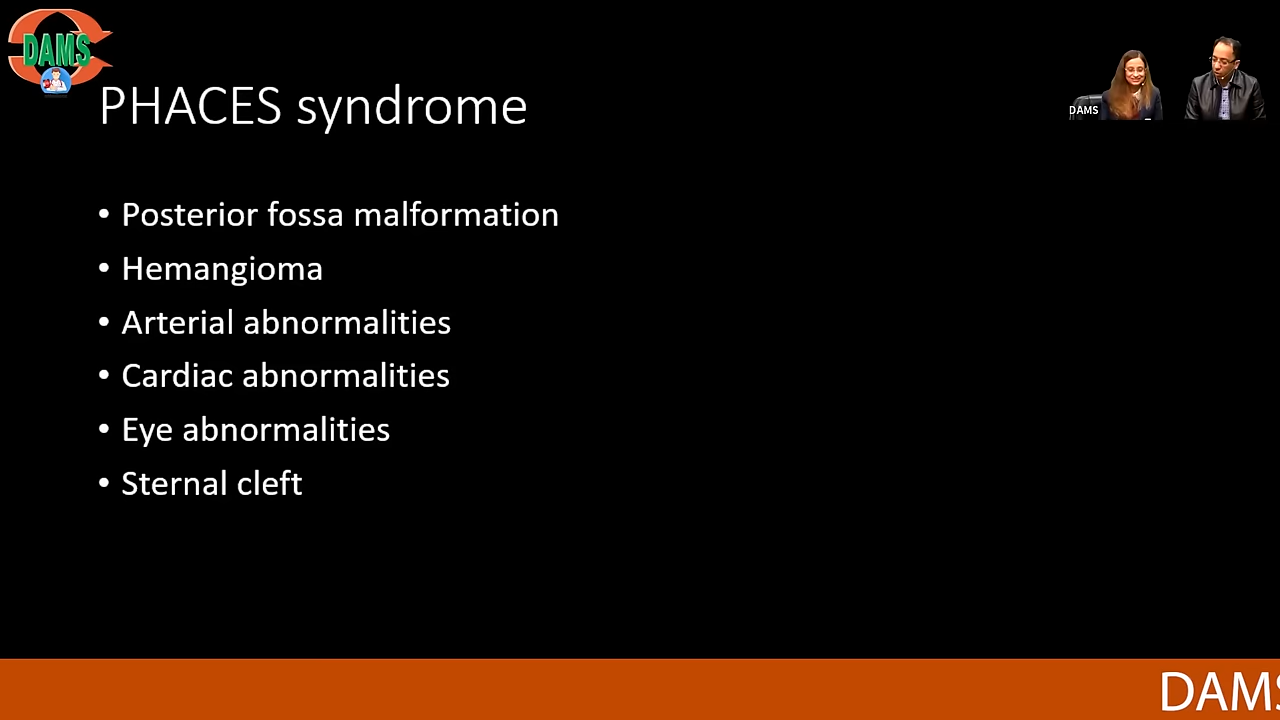 DAMS
PHACES syndrome
DAMS
• Posterior fossa malformation
• Hemangioma
• Arterial abnormalities
• Cardiac abnormalities
• Eye abnormalities
• Sternal cleft
DAMS